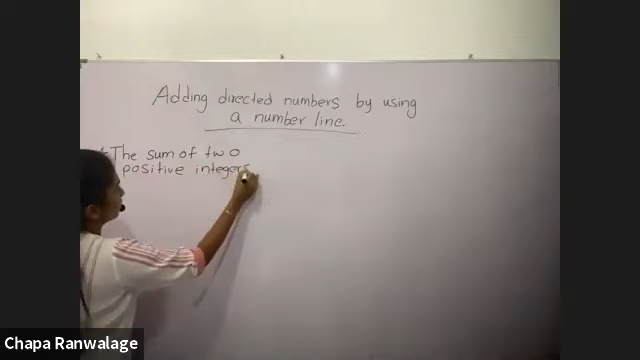 Adding directed numbers by using
a number line.
* The sum of two
positive integers
Chapa Ranwalage